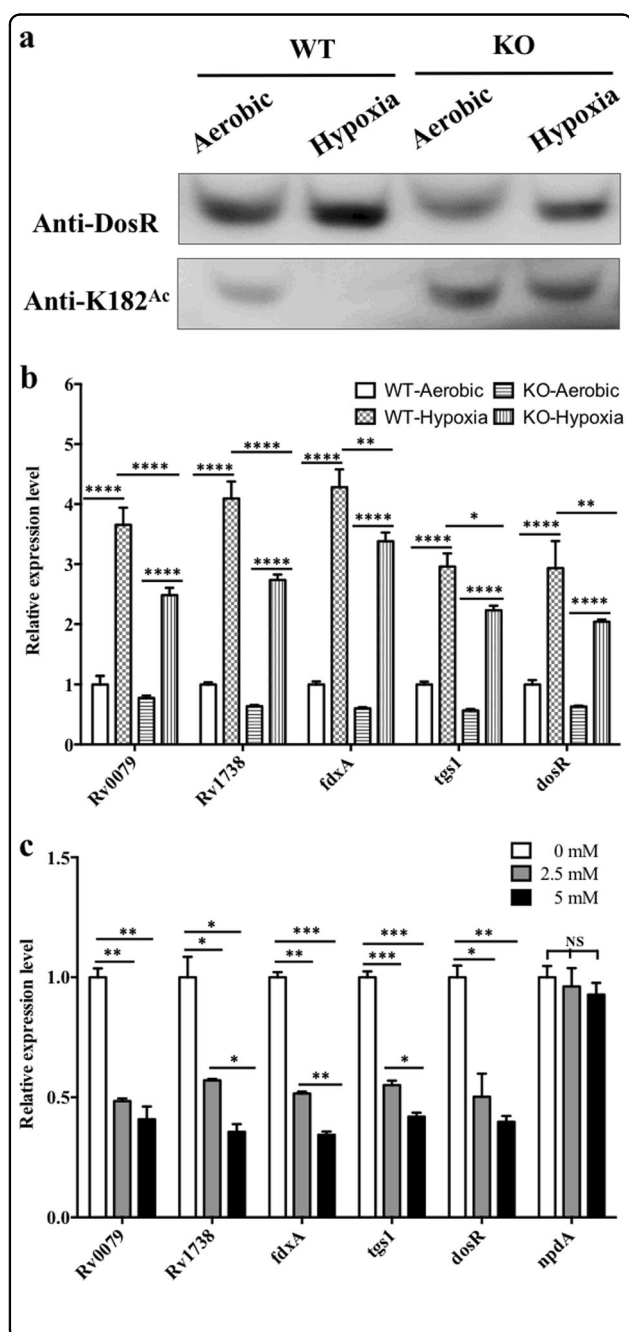 a
WT KO
Aerobic Hypoxia Aerobic Hypoxia
Anti-DosR
Anti-K182Ac
b
WT-Aerobic KO-Aerobic
WT-Hypoxia KO-Hypoxia
Relative expression level
6
5
4
3
2
1
0
**** **** **** **** **** **** **** ** **** **** * **** **** ** ****
Rv0079 Rv1738 fdxA tgs1 dosR
c
0 mM
2.5 mM
5 mM
Relative expression level
1.5
1.0
0.5
0.0
** ** * * * *** ** ** *** *** * ** * NS
Rv0079 Rv1738 fdxA tgs1 dosR npdA